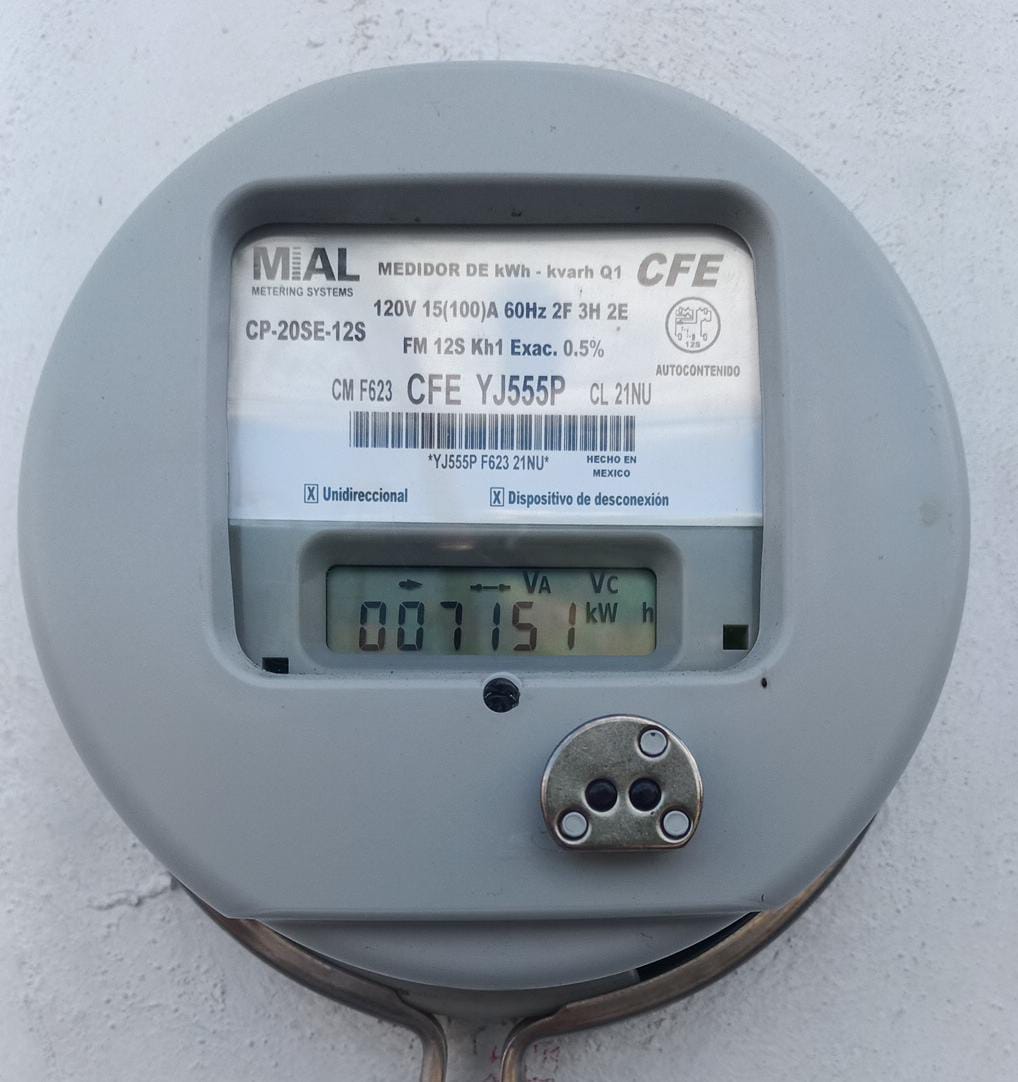 MIAL
METERING SYSTEMS
MEDIDOR DE kWh - kvarh Q1
CFE
120V 15(100)A 60Hz 2F 3H 2E
CP-20SE-12S
FM 12S Kh1 Exac. 0.5%
12S
AUTOCONTENIDO
CM F623 CFE YJ555P CL 21NU
*YJ555P F623 21NU*
HECHO EN
MEXICO
X Unidireccional
X Dispositivo de desconexión
VA VC
007151 kW h